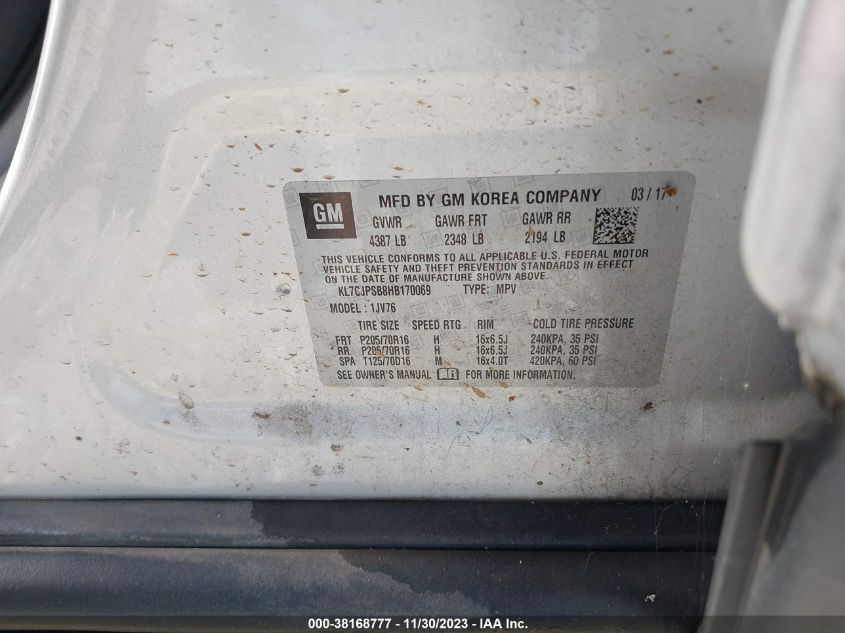 GM
MFD BY GM KOREA COMPANY 03 / 17
GVWR GAWR FRT GAWR RR
4387 LB 2348 LB 2194 LB
THIS VEHICLE CONFORMS TO ALL APPLICABLE U.S. FEDERAL MOTOR
VEHICLE SAFETY AND THEFT PREVENTION STANDARDS IN EFFECT
ON THE DATE OF MANUFACTURE SHOWN ABOVE.
KL7CJPSB8HB170069 TYPE: MPV
MODEL: 1JV76
TIRE SIZE SPEED RTG RIM COLD TIRE PRESSURE
FRT P205/70R16 H 16x6.5J 240KPA, 35 PSI
RR P205/70R16 H 16x6.5J 240KPA, 35 PSI
SPA T125/70D16 M 16x4.0T 420KPA, 60 PSI
SEE OWNER'S MANUAL FOR MORE INFORMATION.
000-38168777 - 11/30/2023 - IAA Inc.